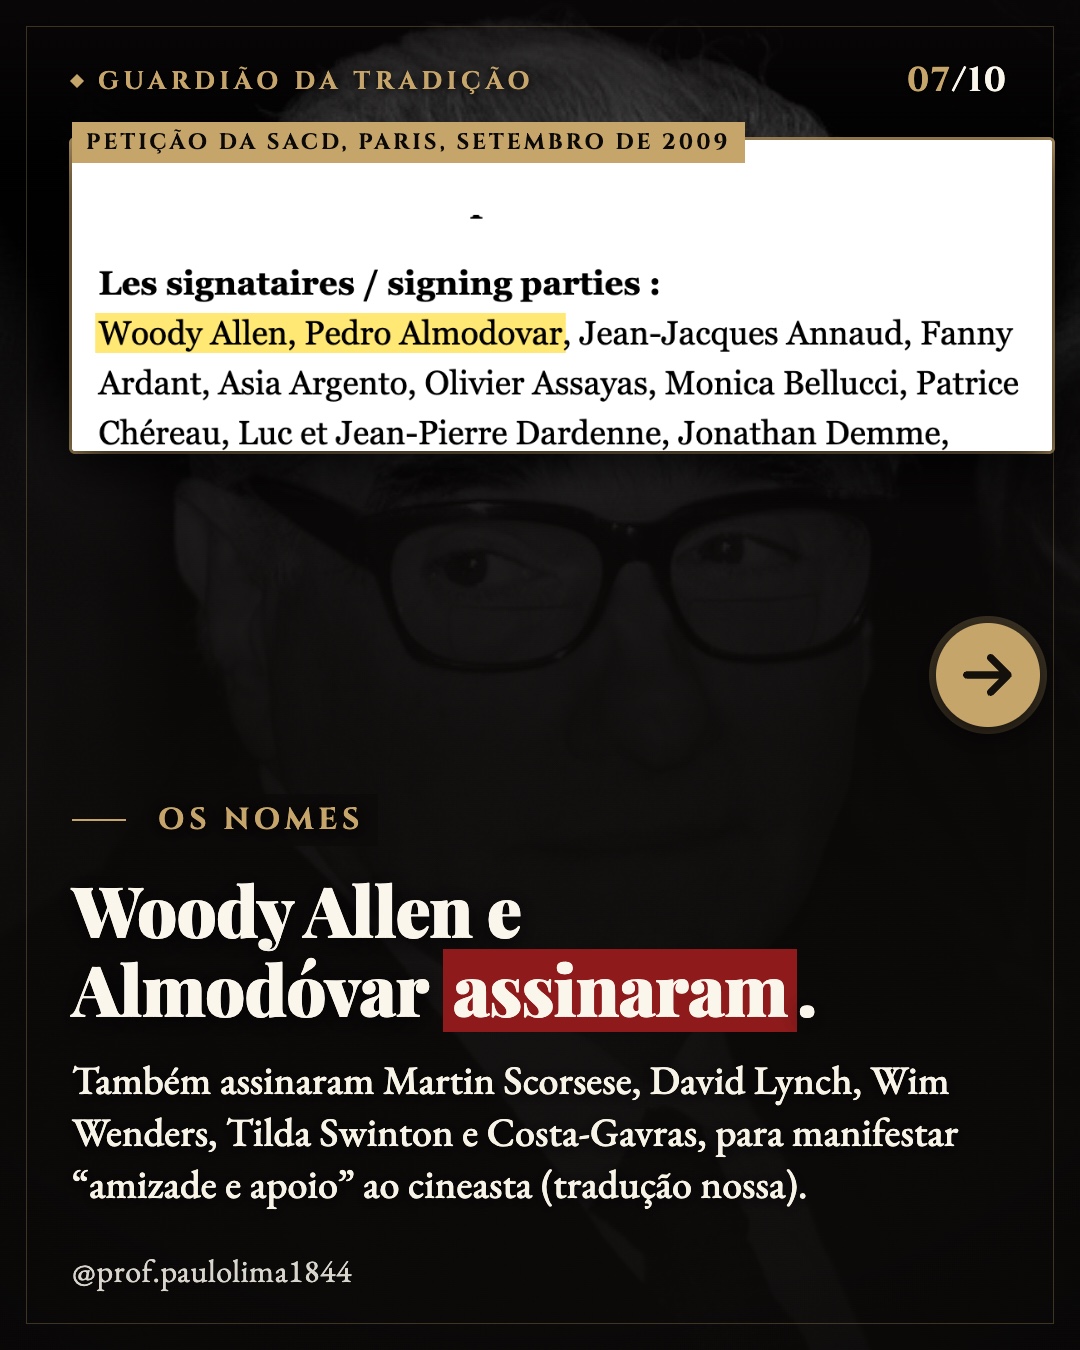 GUARDIÃO DA TRADIÇÃO
07/10
PETIÇÃO DA SACD, PARIS, SETEMBRO DE 2009
Les signataires / signing parties :
Woody Allen, Pedro Almodovar, Jean-Jacques Annaud, Fanny
Ardant, Asia Argento, Olivier Assayas, Monica Bellucci, Patrice
Chéreau, Luc et Jean-Pierre Dardenne, Jonathan Demme,
OS NOMES
Woody Allen e
Almodóvar assinaram.
Também assinaram Martin Scorsese, David Lynch, Wim
Wenders, Tilda Swinton e Costa-Gavras, para manifestar
“amizade e apoio” ao cineasta (tradução nossa).
@prof.paulolima1844